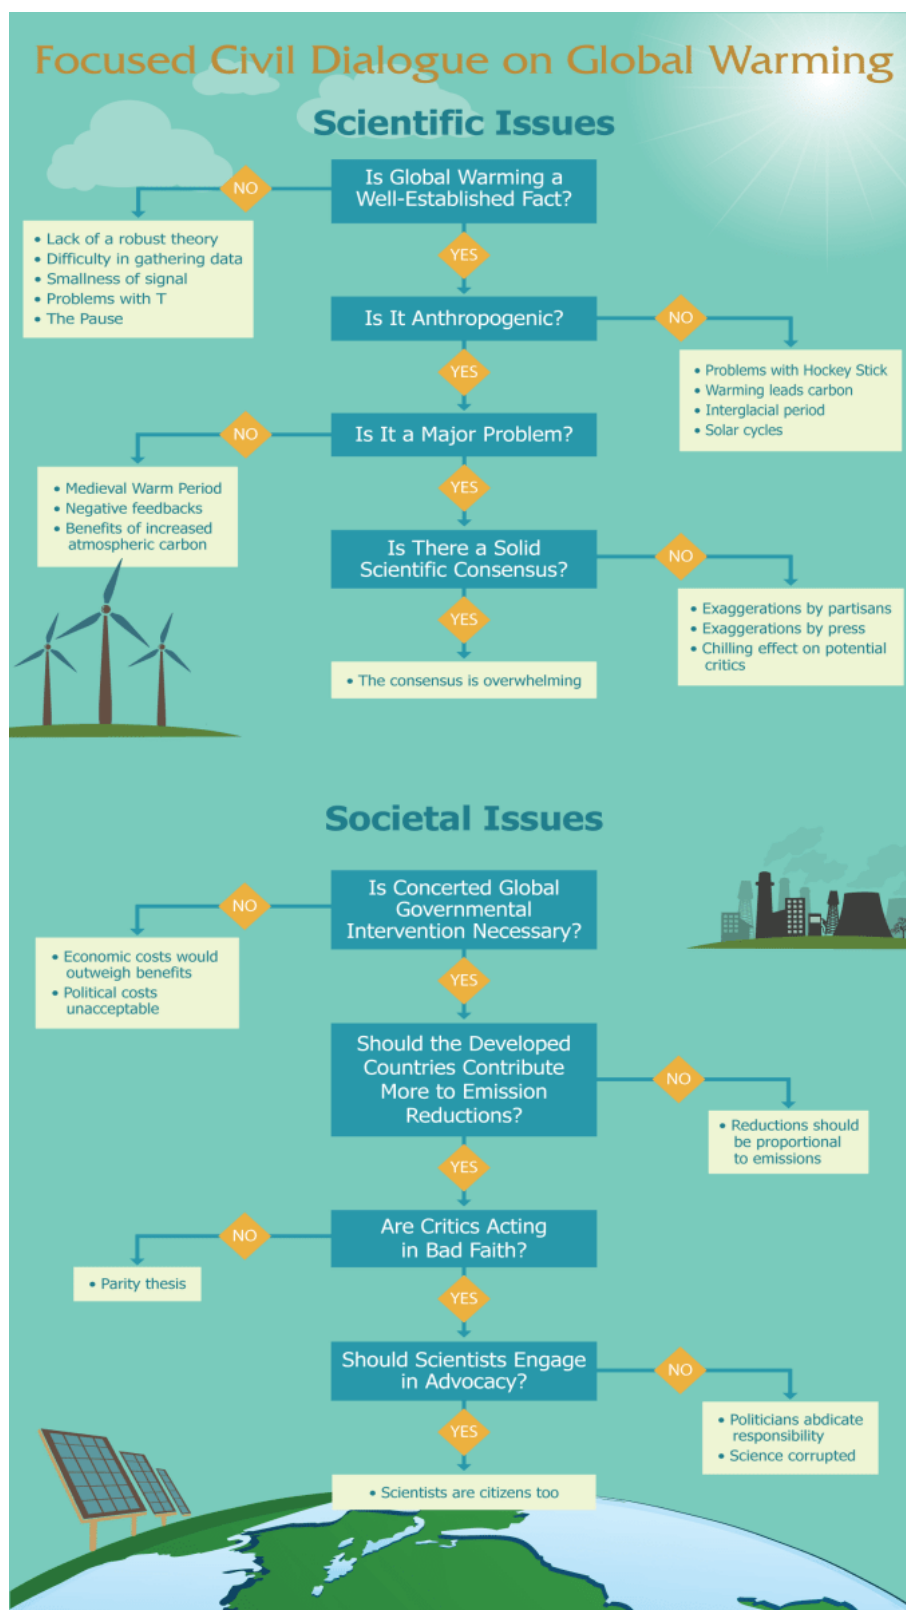 Focused Civil Dialogue on Global Warming
Scientific Issues
Is Global Warming a
Well-Established Fact?
NO
• Lack of a robust theory
• Difficulty in gathering data
• Smallness of signal
• Problems with T
• The Pause
YES
Is It Anthropogenic?
NO
• Problems with Hockey Stick
• Warming leads carbon
• Interglacial period
• Solar cycles
YES
Is It a Major Problem?
NO
• Medieval Warm Period
• Negative feedbacks
• Benefits of increased
atmospheric carbon
YES
Is There a Solid
Scientific Consensus?
NO
• Exaggerations by partisans
• Exaggerations by press
• Chilling effect on potential
critics
YES
• The consensus is overwhelming
Societal Issues
Is Concerted Global
Governmental
Intervention Necessary?
NO
• Economic costs would
outweigh benefits
• Political costs
unacceptable
YES
Should the Developed
Countries Contribute
More to Emission
Reductions?
NO
• Reductions should
be proportional
to emissions
YES
Are Critics Acting
in Bad Faith?
NO
• Parity thesis
YES
Should Scientists Engage
in Advocacy?
NO
• Politicians abdicate
responsibility
• Science corrupted
YES
• Scientists are citizens too